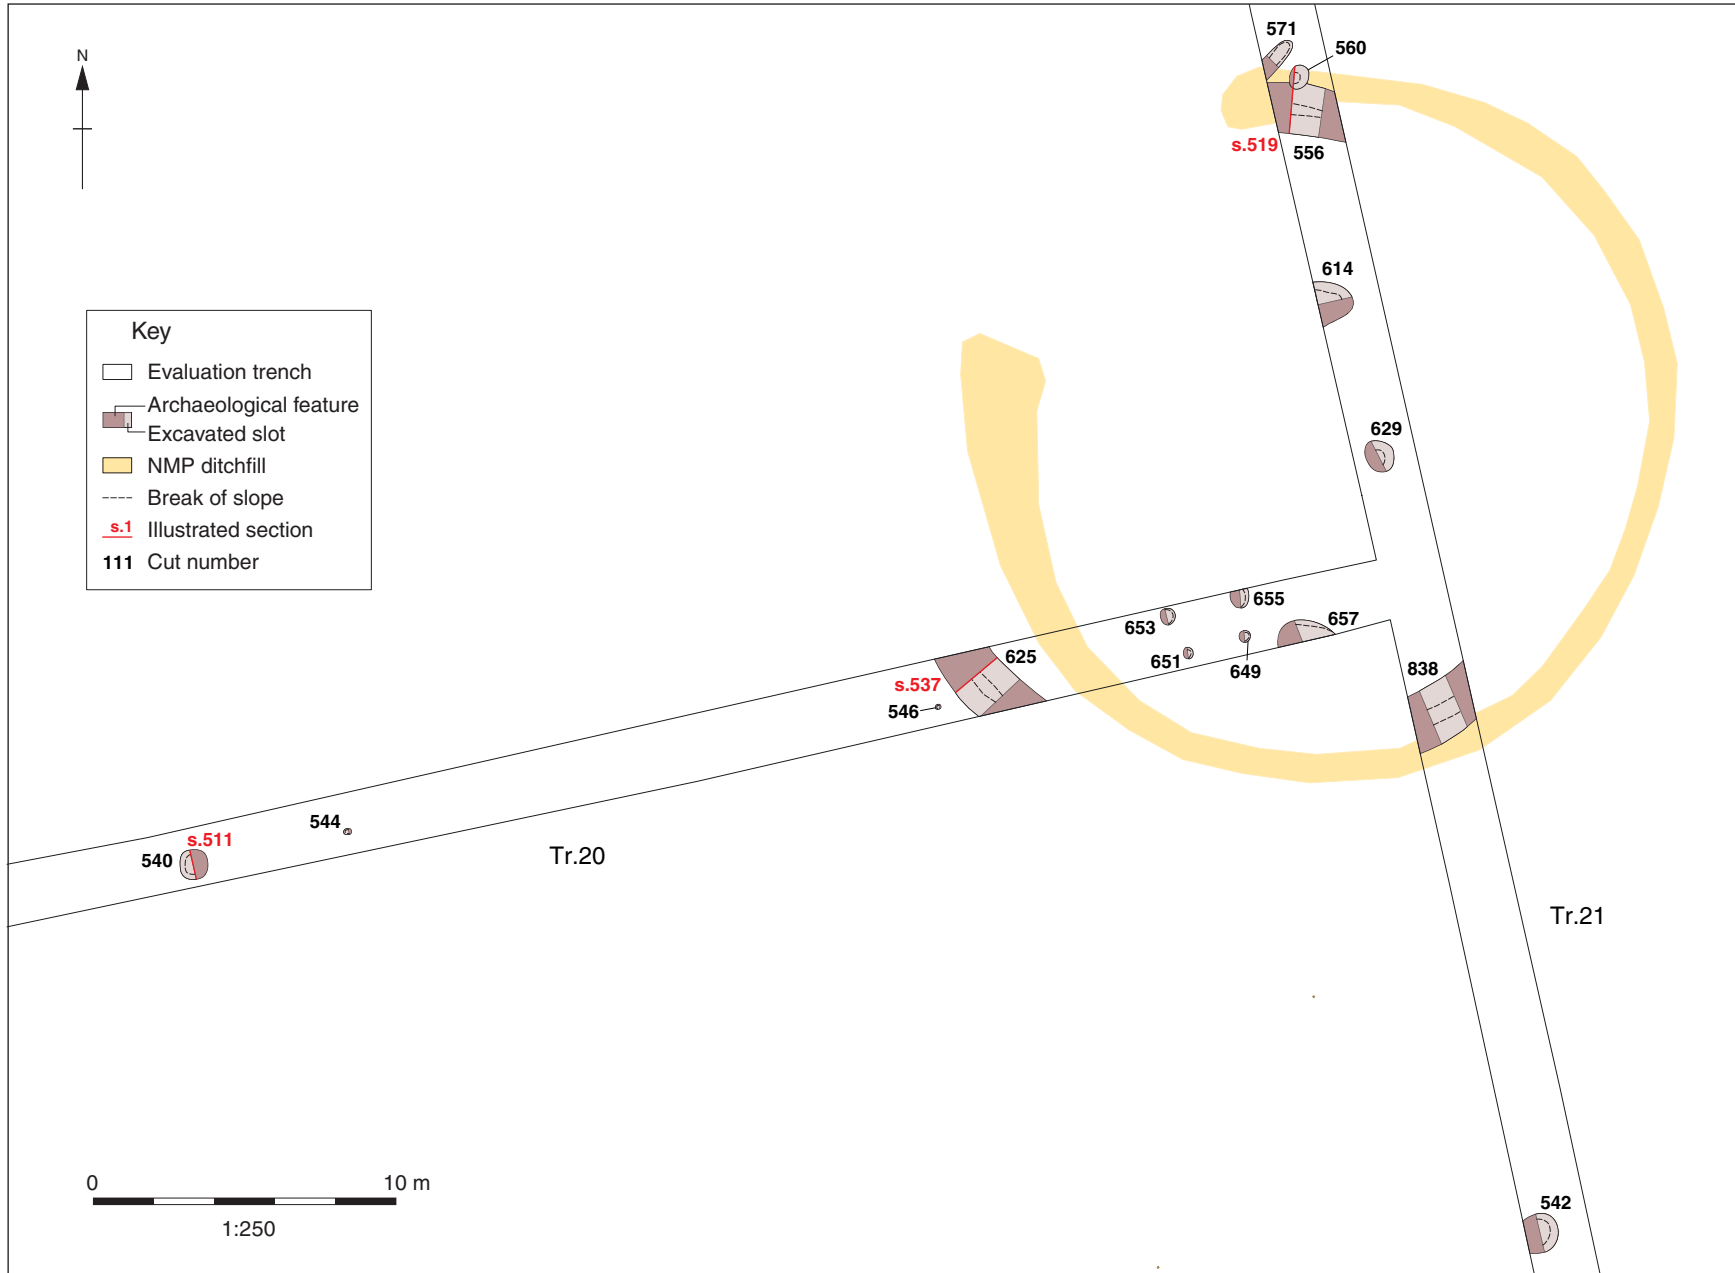 N
571
560
s.519
556
614
629
Key
Evaluation trench
Archaeological feature
Excavated slot
NMP ditchfill
Break of slope
s.1 Illustrated section
111 Cut number
653
655
657
651
649
625
s.537
546
838
544
s.511
540
Tr.20
Tr.21
0 10 m
1:250
542